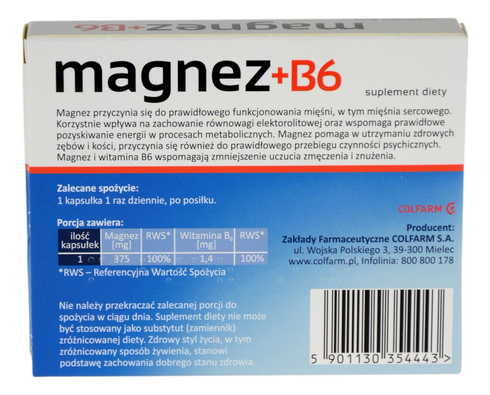 magnez+B6
magnez+B6
suplement diety
Magnez przyczynia się do prawidłowego funkcjonowania mięśni, w tym mięśnia sercowego.
Korzystnie wpływa na zachowanie równowagi elektorolitowej oraz wspomaga prawidłowe
pozyskiwanie energii w procesach metabolicznych. Magnez pomaga w utrzymaniu zdrowych
zębów i kości, przyczynia się również do prawidłowego przebiegu czynności psychicznych.
Magnez i witamina B6 wspomagają zmniejszenie uczucia zmęczenia i znużenia.
Zalecane spożycie:
1 kapsułka 1 raz dziennie, po posiłku.
COLFARM
Porcja zawiera:
ilość kapsułek Magnez [mg] RWS* Witamina B6 [mg] RWS*
1 375 100% 1,4 100%
*RWS – Referencyjna Wartość Spożycia
Producent:
Zakłady Farmaceutyczne COLFARM S.A.
ul. Wojska Polskiego 3, 39-300 Mielec
www.colfarm.pl, Infolinia: 800 800 178
Nie należy przekraczać zalecanej porcji do
spożycia w ciągu dnia. Suplement diety nie może
być stosowany jako substytut (zamiennik)
zróżnicowanej diety. Zdrowy styl życia, w tym
zróżnicowany sposób żywienia, stanowi
podstawę zachowania dobrego stanu zdrowia.
5 901130 354443 >